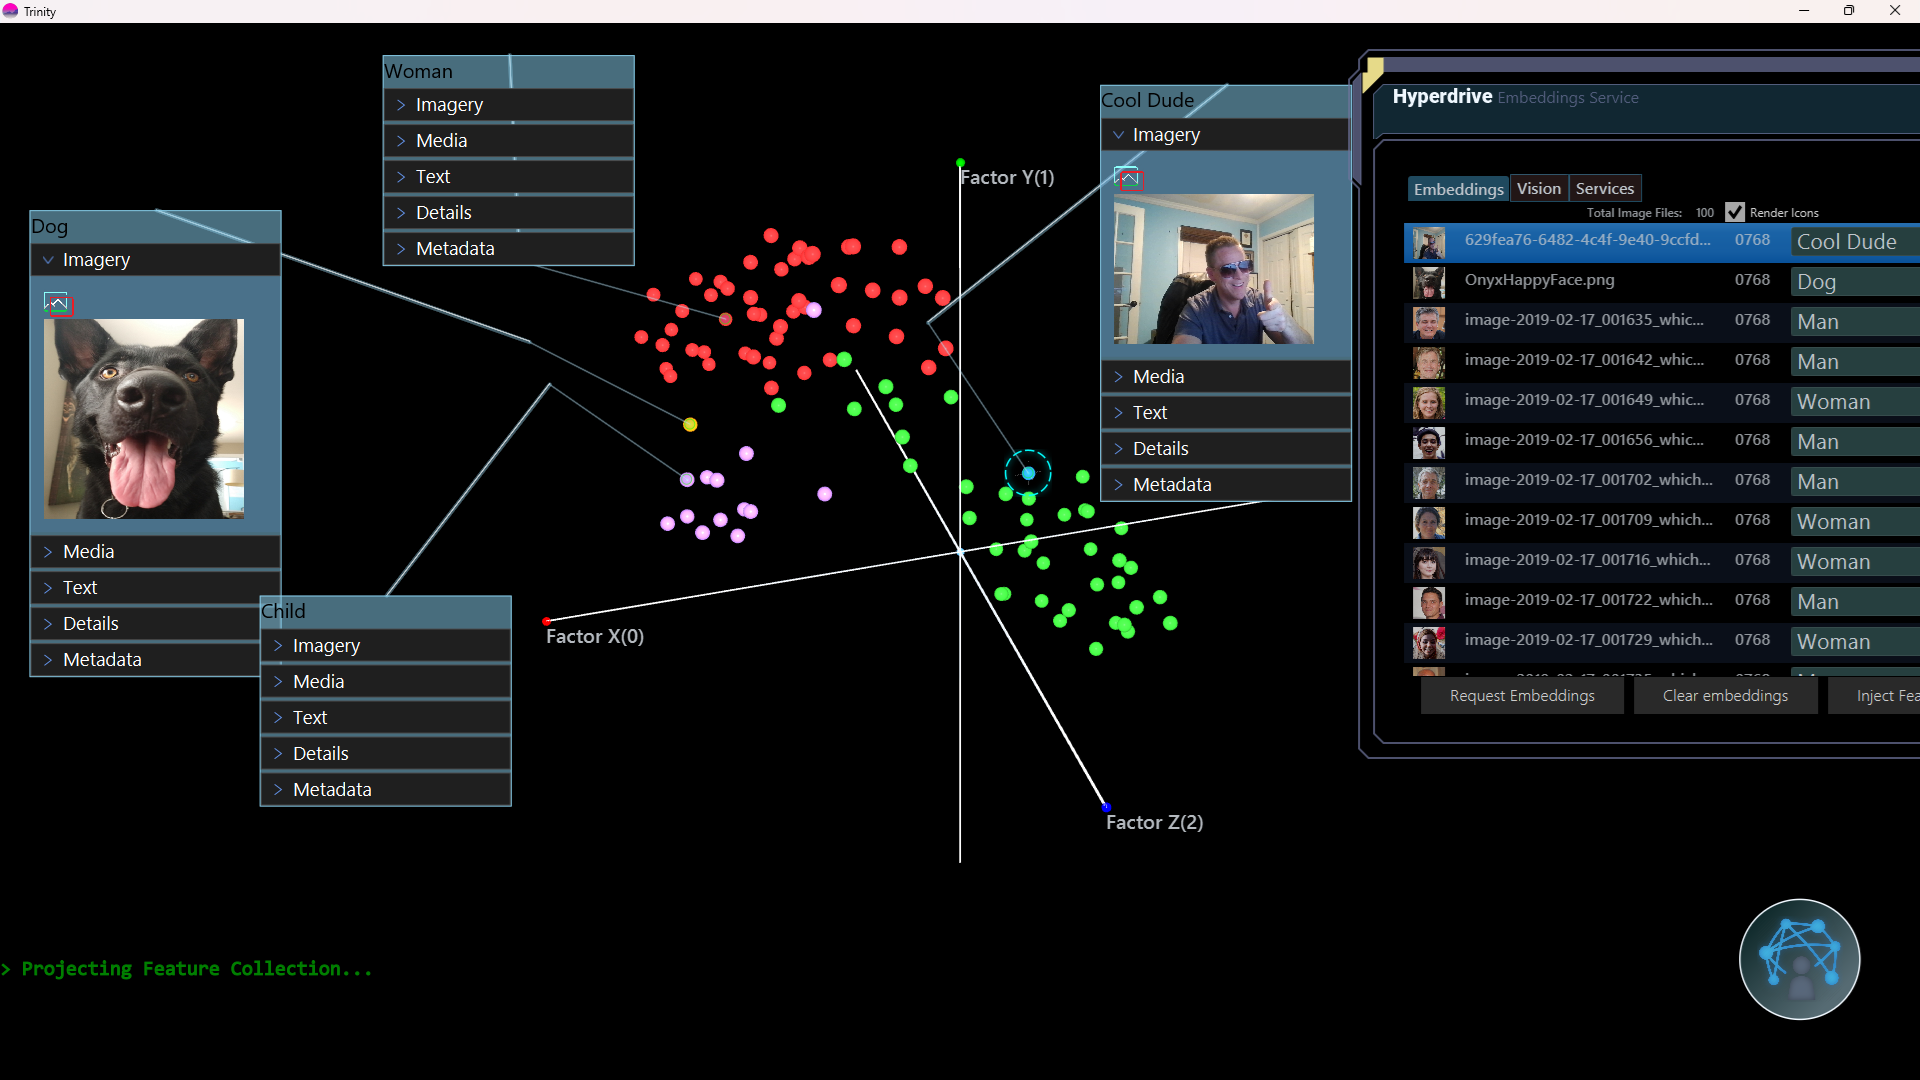 Trinity
Woman
Imagery
Media
Text
Details
Metadata
Dog
Imagery
Media
Text
Details
Metadata
Child
Imagery
Media
Text
Details
Metadata
Cool Dude
Imagery
Media
Text
Details
Metadata
Factor Y(1)
Factor X(0)
Factor Z(2)
Hyperdrive Embeddings Service
Embeddings Vision Services
Total Image Files: 100 Render Icons
629fea76-6482-4c4f-9e40-9ccfd... 0768 Cool Dude
OnyxHappyFace.png 0768 Dog
image-2019-02-17_001635_whic... 0768 Man
image-2019-02-17_001642_whic... 0768 Man
image-2019-02-17_001649_whic... 0768 Woman
image-2019-02-17_001656_whic... 0768 Man
image-2019-02-17_001702_which... 0768 Man
image-2019-02-17_001709_which... 0768 Woman
image-2019-02-17_001716_which... 0768 Woman
image-2019-02-17_001722_which... 0768 Man
image-2019-02-17_001729_which... 0768 Woman
Request Embeddings Clear embeddings Inject Fea
> Projecting Feature Collection...